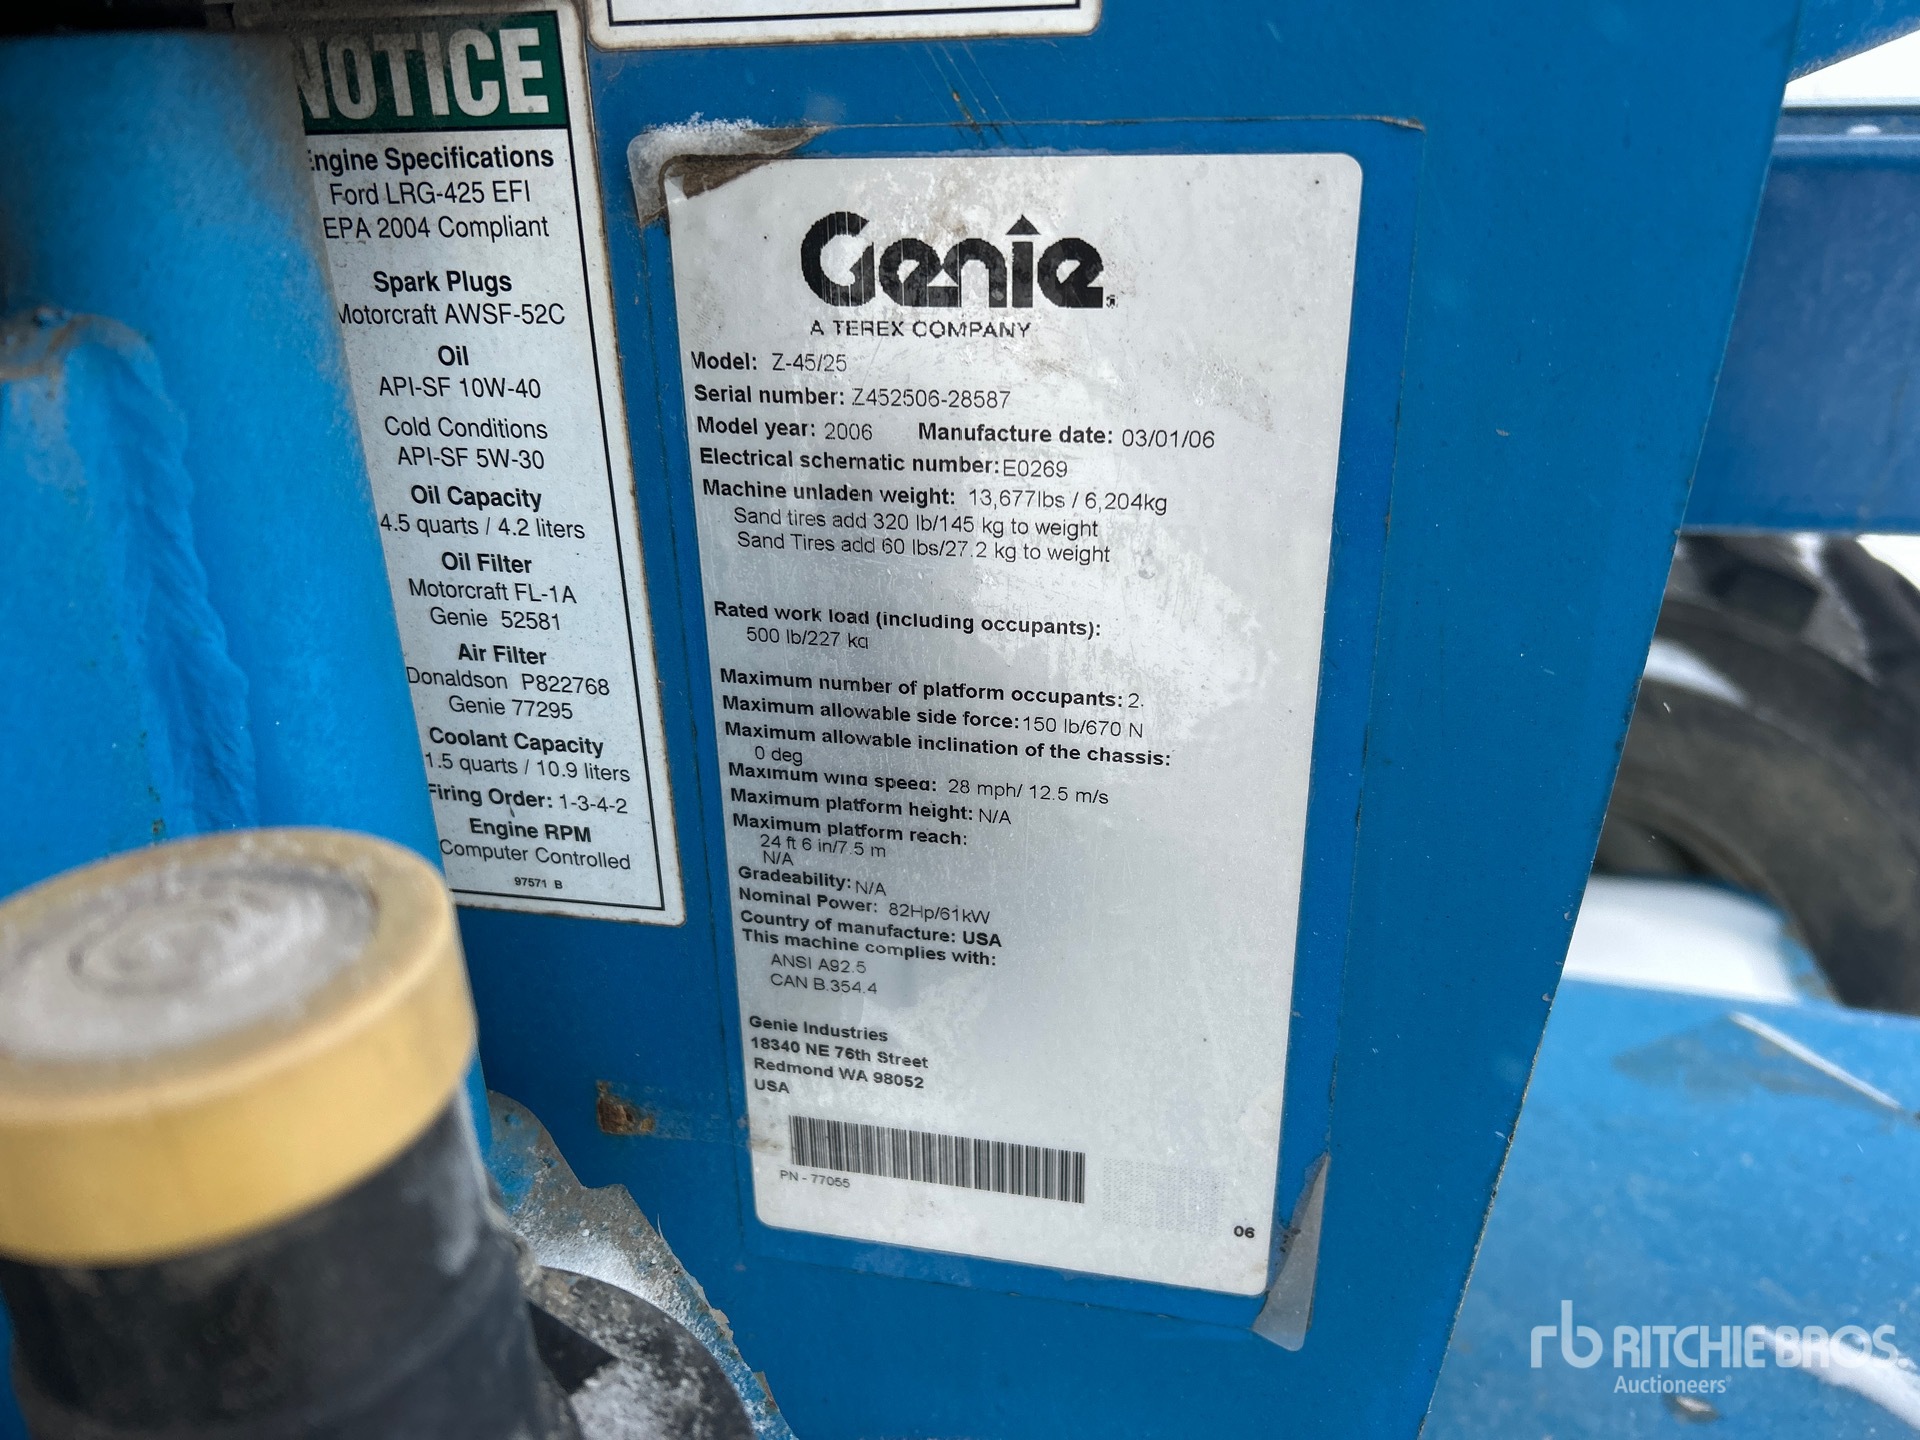 NOTICE
Engine Specifications
Ford LRG-425 EFI
EPA 2004 Compliant
Spark Plugs
Motorcraft AWSF-52C
Oil
API-SF 10W-40
Cold Conditions
API-SF 5W-30
Oil Capacity
4.5 quarts / 4.2 liters
Oil Filter
Motorcraft FL-1A
Genie 52581
Air Filter
Donaldson P822768
Genie 77295
Coolant Capacity
1.5 quarts / 10.9 liters
Firing Order: 1-3-4-2
Engine RPM
Computer Controlled
97571 B
Genie
A TEREX COMPANY
Model: Z-45/25
Serial number: Z452506-28587
Model year: 2006 Manufacture date: 03/01/06
Electrical schematic number: E0269
Machine unladen weight: 13,677lbs / 6,204kg
Sand tires add 320 lb/145 kg to weight
Sand Tires add 60 lbs/27.2 kg to weight
Rated work load (including occupants):
500 lb/227 kg
Maximum number of platform occupants: 2.
Maximum allowable side force: 150 lb/670 N
Maximum allowable inclination of the chassis:
0 deg
Maximum wind speed: 28 mph/ 12.5 m/s
Maximum platform height: N/A
Maximum platform reach:
24 ft 6 in/7.5 m
N/A
Gradeability: N/A
Nominal Power: 82Hp/61kW
Country of manufacture: USA
This machine complies with:
ANSI A92.5
CAN B.354.4
Genie Industries
18340 NE 76th Street
Redmond WA 98052
USA
PN - 77055
06
rb RITCHIE BROS.
Auctioneers